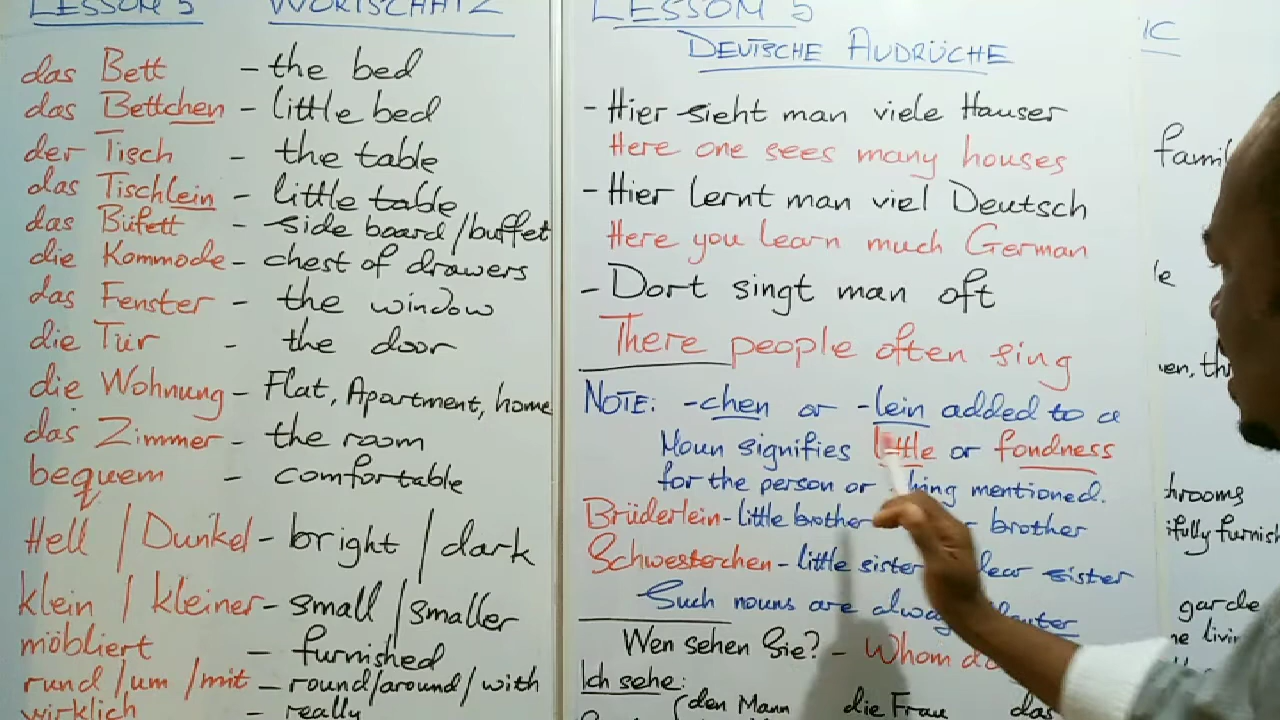 LESSON 5 WORTSCHATZ
das Bett - the bed
das Bettchen - little bed
der Tisch - the table
das Tischlein - little table
das Büfett - side board/buffet
die Kommode - chest of drawers
das Fenster - the window
die Tür - the door
die Wohnung - Flat, Apartment, home
das Zimmer - the room
bequem - comfortable
Hell / Dunkel - bright / dark
klein / kleiner - small / smaller
möbliert - furnished
rund/um/mit - round/around/with
wirklich - really
LESSON 5
DEUTSCHE AUDRÜCHE
- Hier sieht man viele Hauser
Here one sees many houses
- Hier lernt man viel Deutsch
Here you learn much German
- Dort singt man oft
There people often sing
NOTE: -chen or -lein added to a
Noun signifies little or fondness
for the person or thing mentioned.
Brüderlein - little brother brother
Schwesterchen - little sister dear sister
Such nouns are always neuter
Wen sehen Sie? - Whom do
Ich sehe:
(den Mann die Frau das
IC
famil
le
ven, thr
hrooms
ifully furnish
garde
ne livin